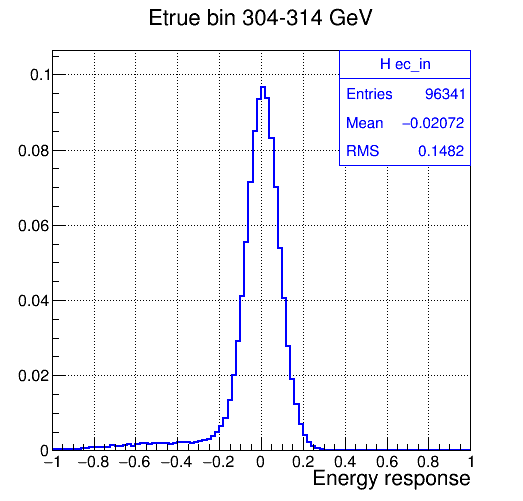 Etrue bin 304-314 GeV
H ec_in
Entries 96341
Mean −0.02072
RMS 0.1482
0.1
0.08
0.06
0.04
0.02
0
−1 −0.8 −0.6 −0.4 −0.2 0 0.2 0.4 0.6 0.8 1
Energy response